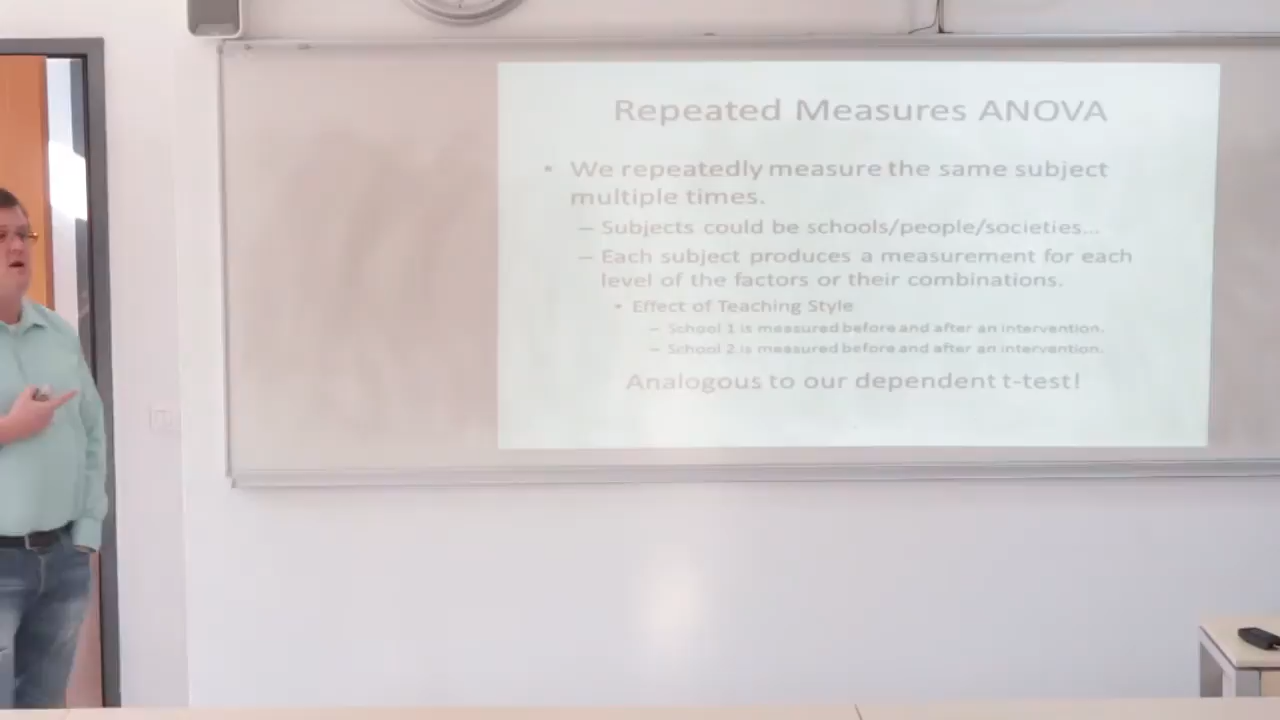 Repeated Measures ANOVA
• We repeatedly measure the same subject
multiple times.
– Subjects could be schools/people/societies...
– Each subject produces a measurement for each
level of the factors or their combinations.
• Effect of Teaching Style
– School 1 is measured before and after an intervention.
– School 2 is measured before and after an intervention.
Analogous to our dependent t-test!